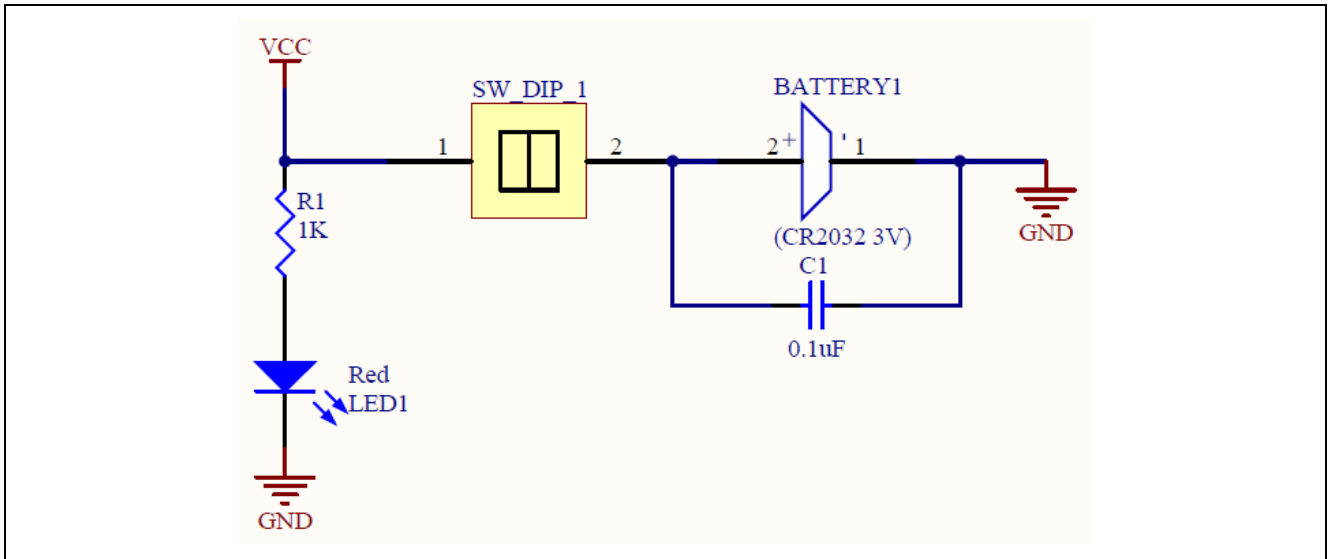 VCC
SW_DIP_1
BATTERY1
1
2
2
+
'
1
R1
1K
(CR2032 3V)
GND
C1
0.1uF
Red
LED1
GND